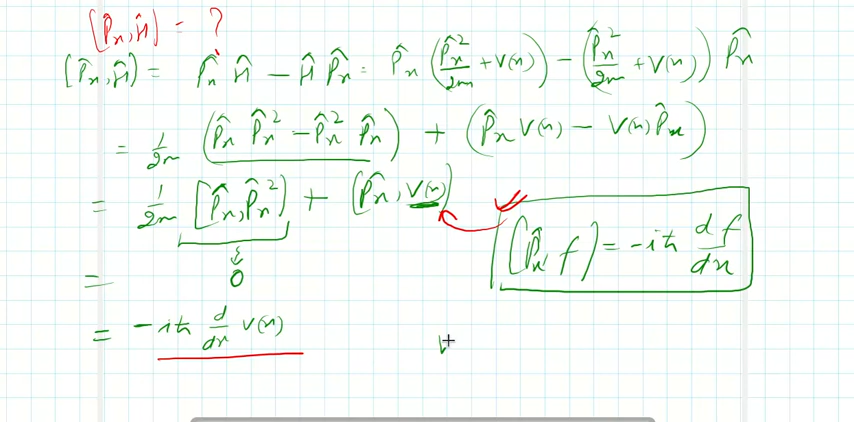 [P̂x, Ĥ] = ?
[P̂x, Ĥ] = P̂x Ĥ − Ĥ P̂x = P̂x (P̂x²/2m + V(x)) − (P̂x²/2m + V(x)) P̂x
= 1/2m (P̂x P̂x² − P̂x² P̂x) + (P̂x V(x) − V(x) P̂x)
= 1/2m [P̂x, P̂x²] + [P̂x, V(x)]
[P̂x, f] = −iħ df/dx
= 0
= −iħ d/dx V(x)